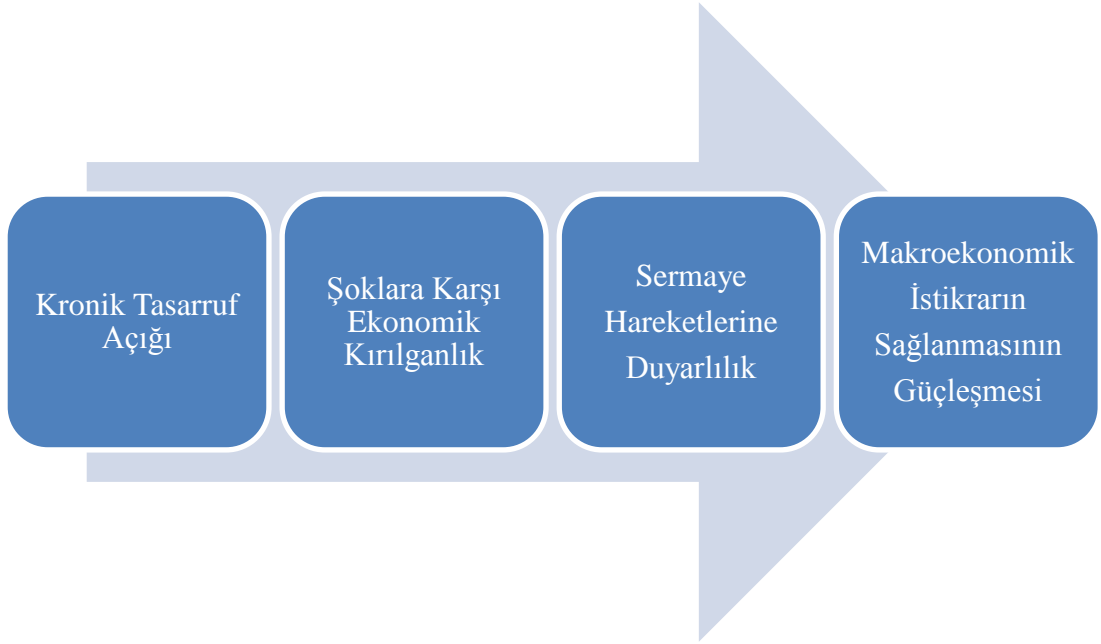 Kronik Tasarruf
Açığı
Şoklara Karşı
Ekonomik
Kırılganlık
Sermaye
Hareketlerine
Duyarlılık
Makroekonomik
İstikrarın
Sağlanmasının
Güçleşmesi